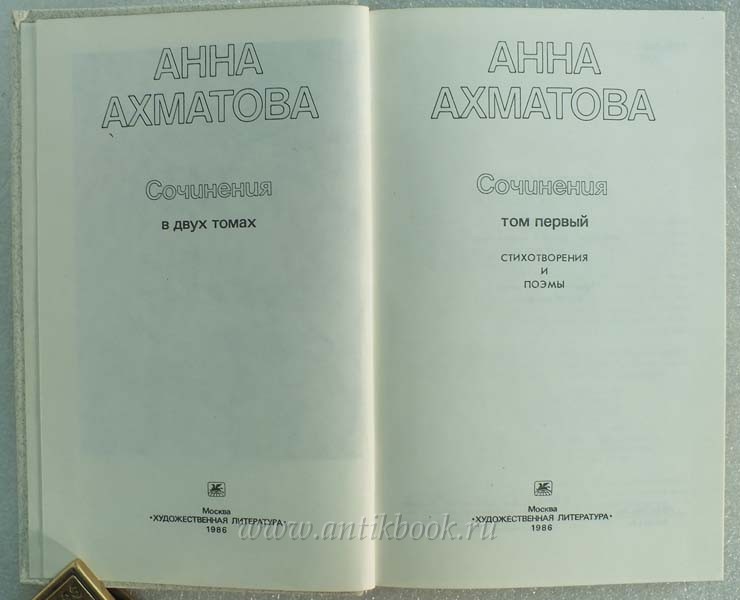 АННА
АХМАТОВА
Сочинения
в двух томах
Москва
«ХУДОЖЕСТВЕННАЯ ЛИТЕРАТУРА»
1986
АННА
АХМАТОВА
Сочинения
том первый
СТИХОТВОРЕНИЯ
И
ПОЭМЫ
Москва
«ХУДОЖЕСТВЕННАЯ ЛИТЕРАТУРА»
1986
www.antikbook.ru